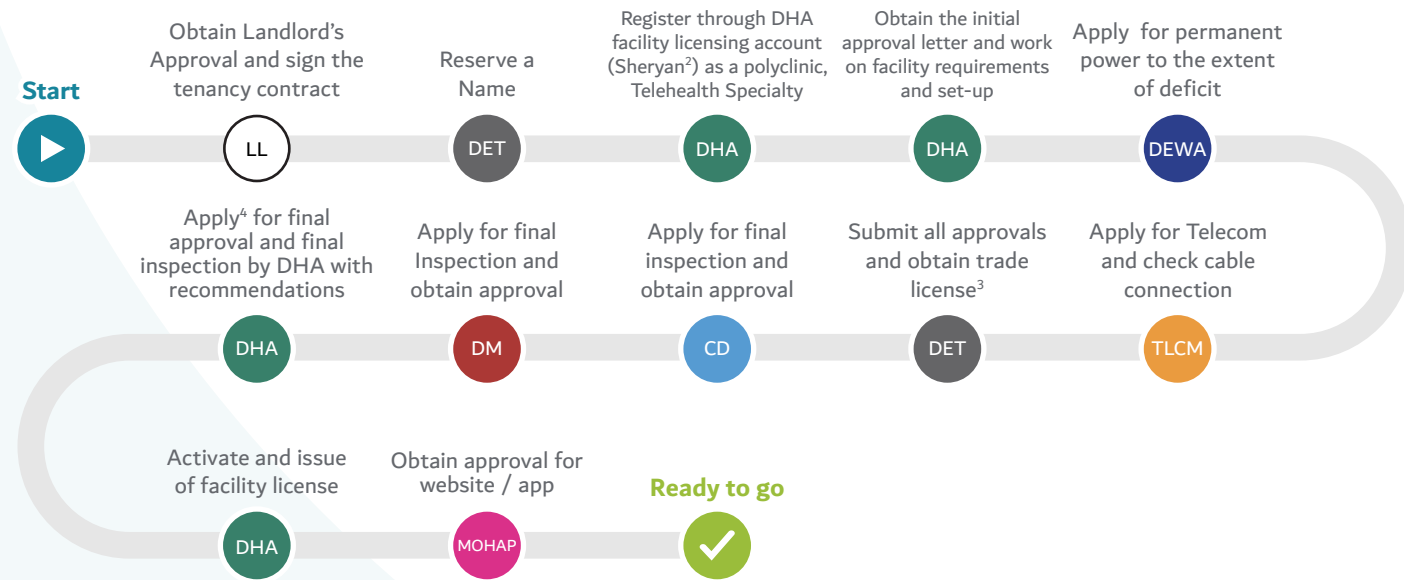 Start
Obtain Landlord's
Approval and sign the
tenancy contract
LL
Reserve a
Name
DET
Register through DHA
facility licensing account
(Sheryan²) as a polyclinic,
Telehealth Specialty
DHA
Obtain the initial
approval letter and work
on facility requirements
and set-up
DHA
Apply for permanent
power to the extent
of deficit
DEWA
Apply for Telecom
and check cable
connection
TLCM
Submit all approvals
and obtain trade
license³
DET
Apply for final
inspection and
obtain approval
CD
Apply for final
Inspection and
obtain approval
DM
Apply⁴ for final
approval and final
inspection by DHA with
recommendations
DHA
Activate and issue
of facility license
DHA
Obtain approval for
website / app
MOHAP
Ready to go